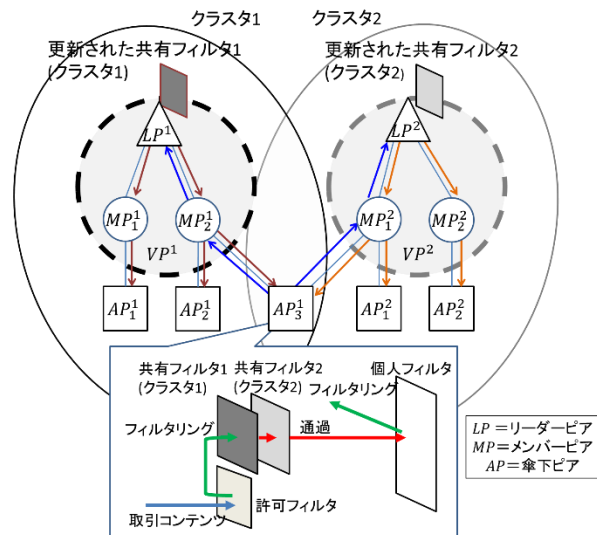 クラスタ1
クラスタ2
更新された共有フィルタ1
(クラスタ1)
更新された共有フィルタ2
(クラスタ2)
LP¹
LP²
MP₁¹
MP₂¹
MP₁²
MP₂²
VP¹
VP²
AP₁¹
AP₂¹
AP₃¹
AP₁²
AP₂²
共有フィルタ1
(クラスタ1)
共有フィルタ2
(クラスタ2)
個人フィルタ
フィルタリング
フィルタリング
通過
許可フィルタ
取引コンテンツ
LP＝リーダーピア
MP＝メンバーピア
AP＝傘下ピア